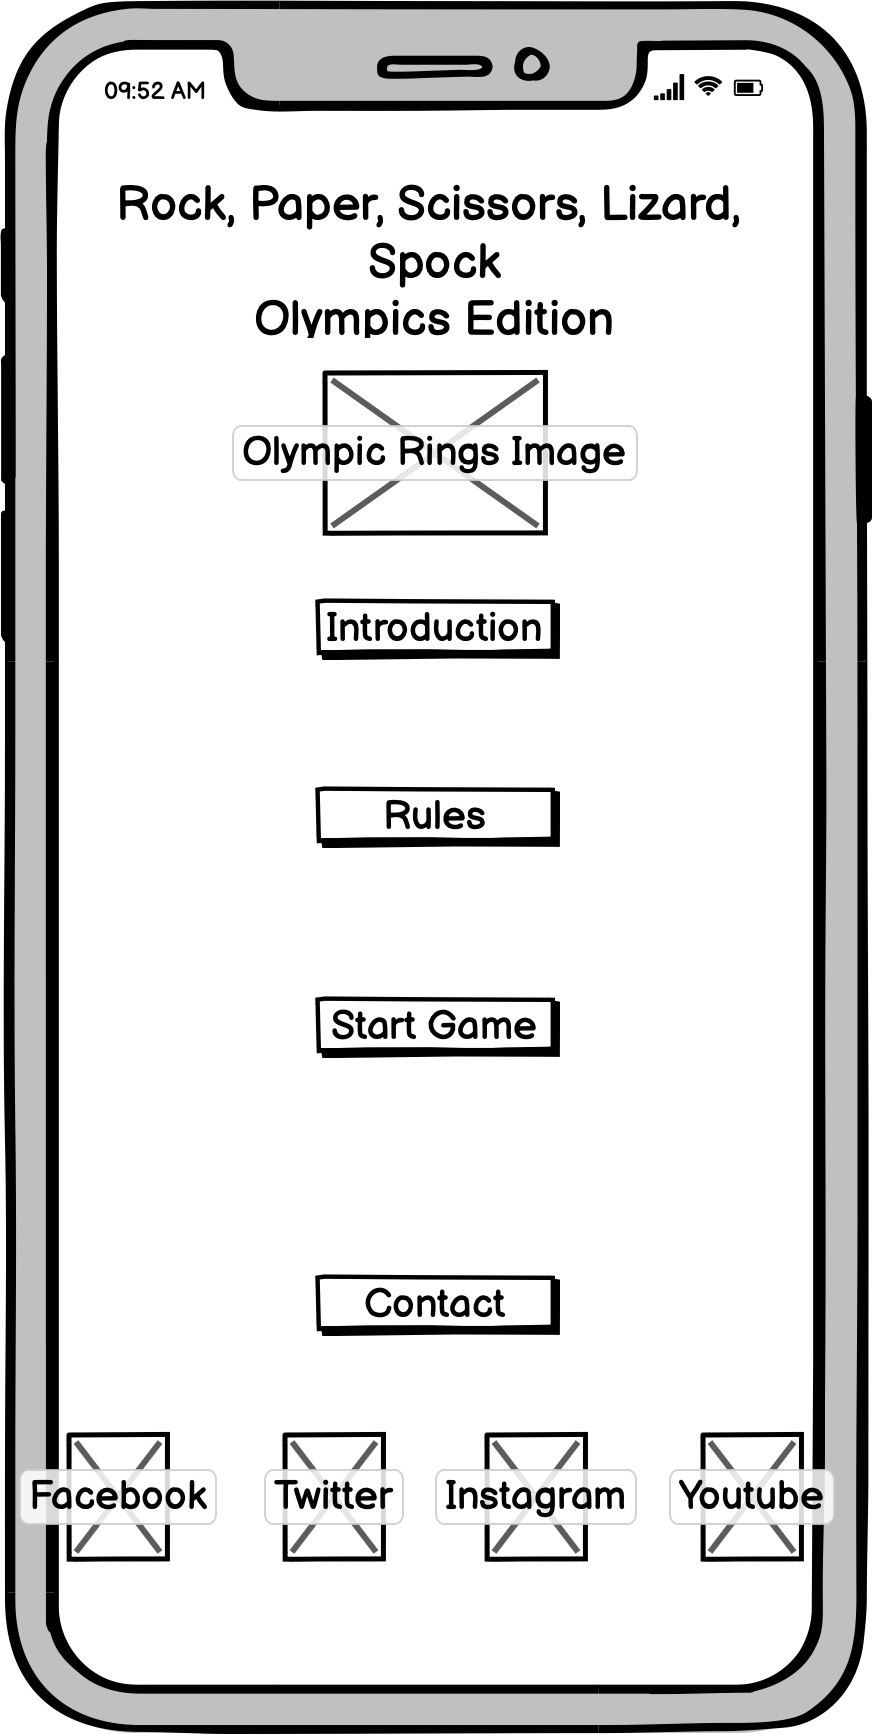 09:52 AM
Rock, Paper, Scissors, Lizard,
Spock
Olympics Edition
Olympic Rings Image
Introduction
Rules
Start Game
Contact
Facebook Twitter Instagram Youtube